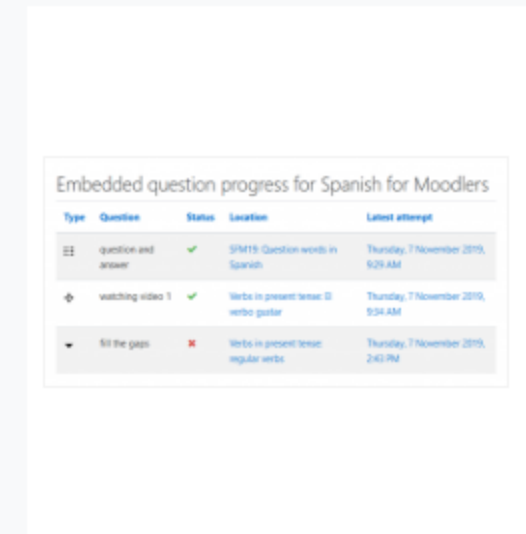 Embedded question progress for Spanish for Moodlers
Type Question Status Location Latest attempt
question and SFM19: Question words in Thursday, 7 November 2019,
answer Spanish 9:29 AM
watching video 1 Verbs in present tense: El Thursday, 7 November 2019,
verbo gustar 9:34 AM
fill the gaps Verbs in present tense: Thursday, 7 November 2019,
regular verbs 2:43 PM